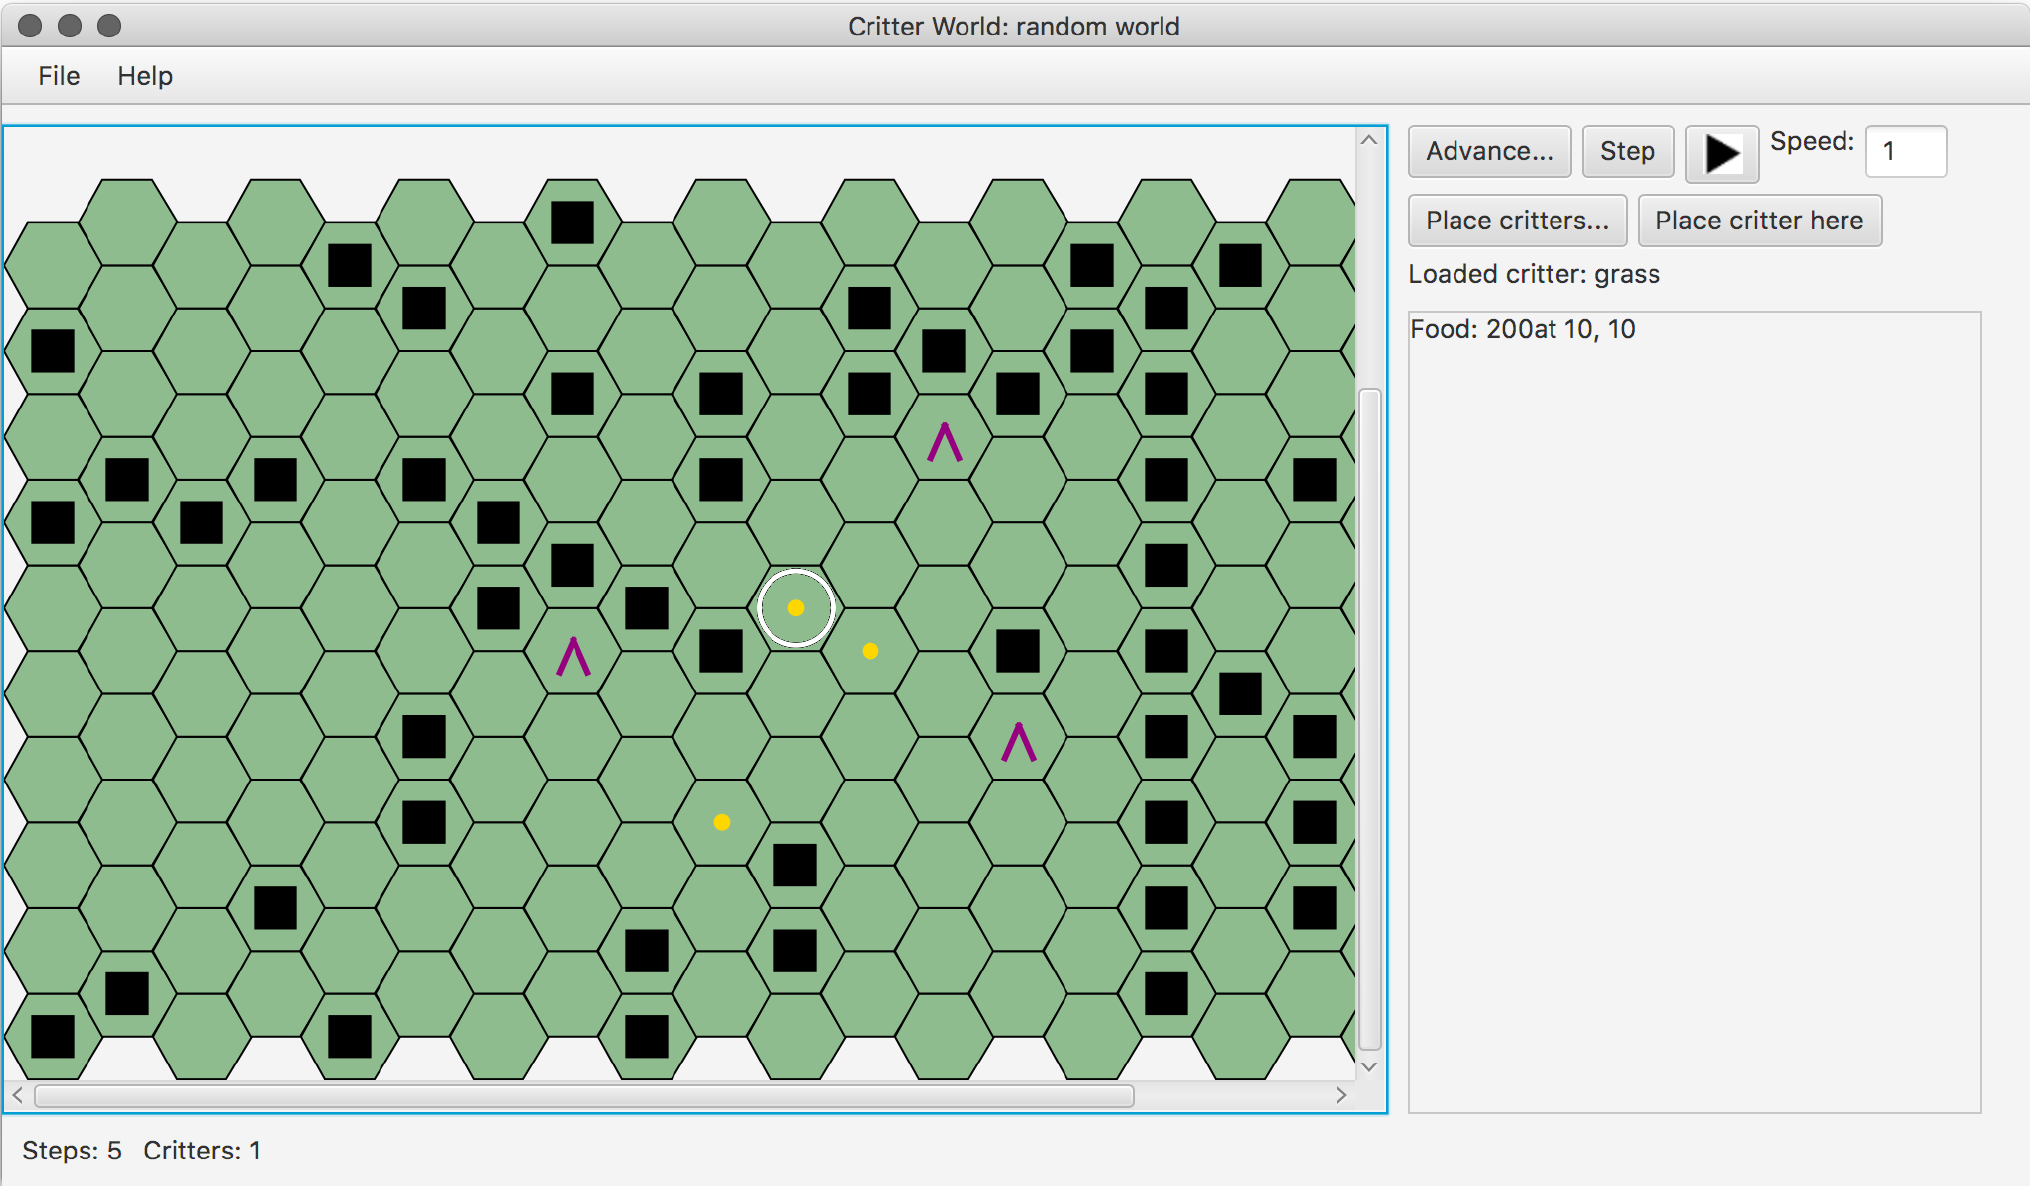 Critter World: random world
File Help
Advance... Step Speed: 1
Place critters... Place critter here
Loaded critter: grass
Food: 200at 10, 10
Steps: 5 Critters: 1